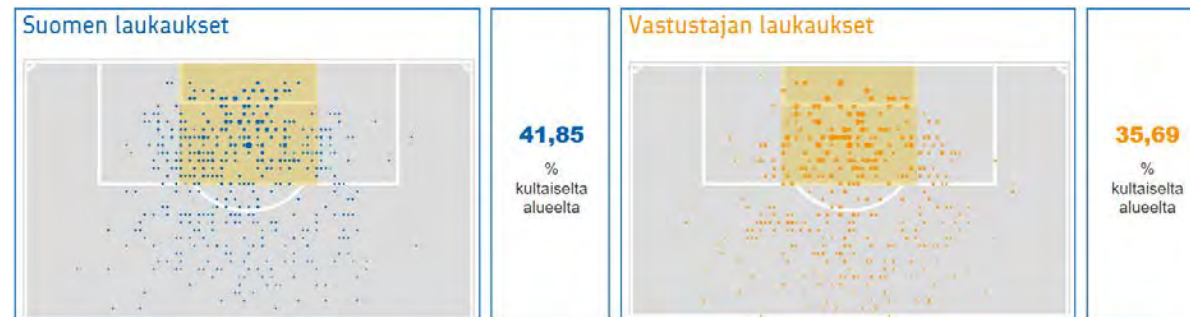 Suomen laukaukset
41,85
%
kultaiselta
alueelta
Vastustajan laukaukset
35,69
%
kultaiselta
alueelta